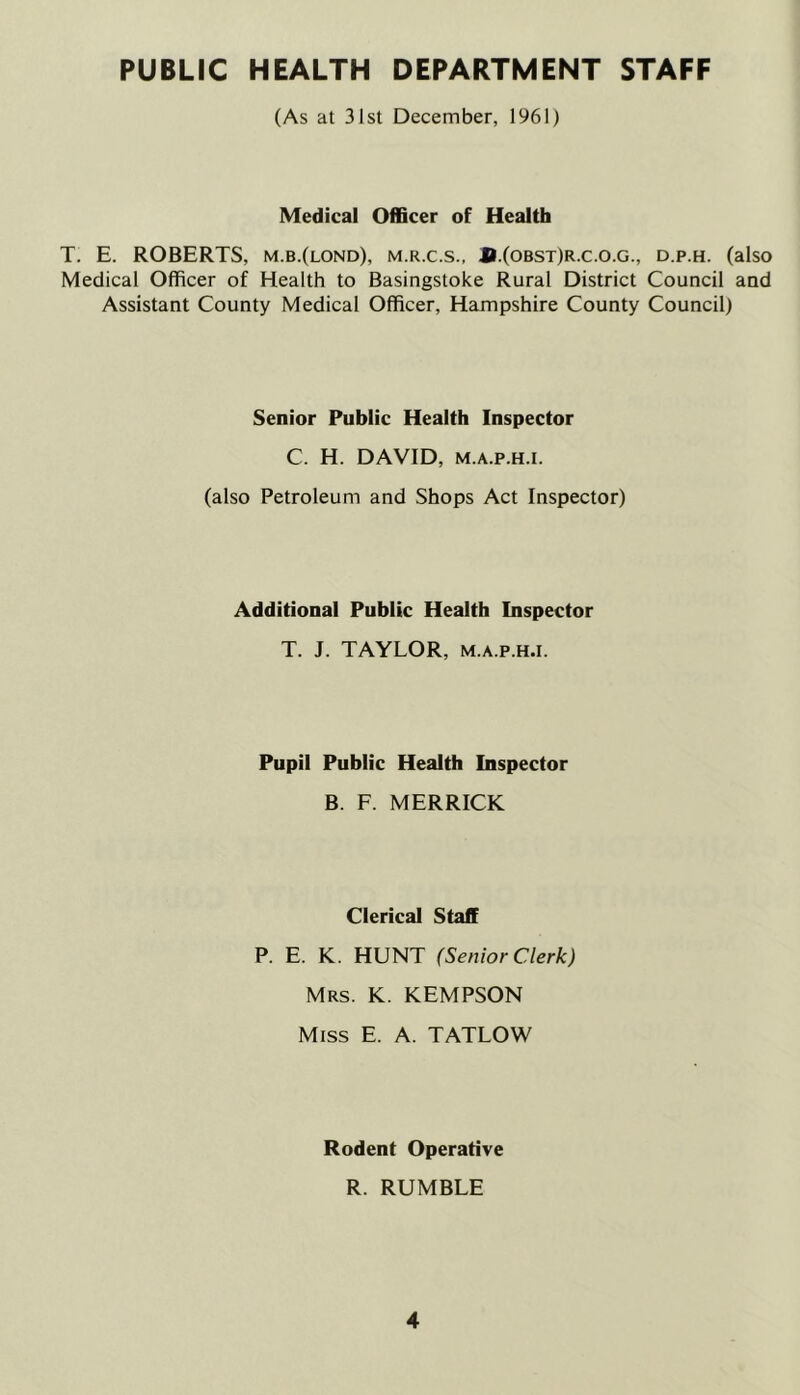 PUBLIC HEALTH DEPARTMENT STAFF
(As at 31st December, 1961)
Medical Officer of Health
T. E. ROBERTS, M.B.(LOND), M.R.C.S., D.(OBST)R.C.O.G., D.P.H. (also
Medical Officer of Health to Basingstoke Rural District Council and
Assistant County Medical Officer, Hampshire County Council)
Senior Public Health Inspector
C. H. DAVID, M.A.P.H.I.
(also Petroleum and Shops Act Inspector)
Additional Public Health Inspector
T. J. TAYLOR, M.A.P.H.I.
Pupil Public Health Inspector
B. F. MERRICK
Clerical Staff
P. E. K. HUNT (Senior Clerk)
MRS. K. KEMPSON
MISS E. A. TATLOW
Rodent Operative
R. RUMBLE
4